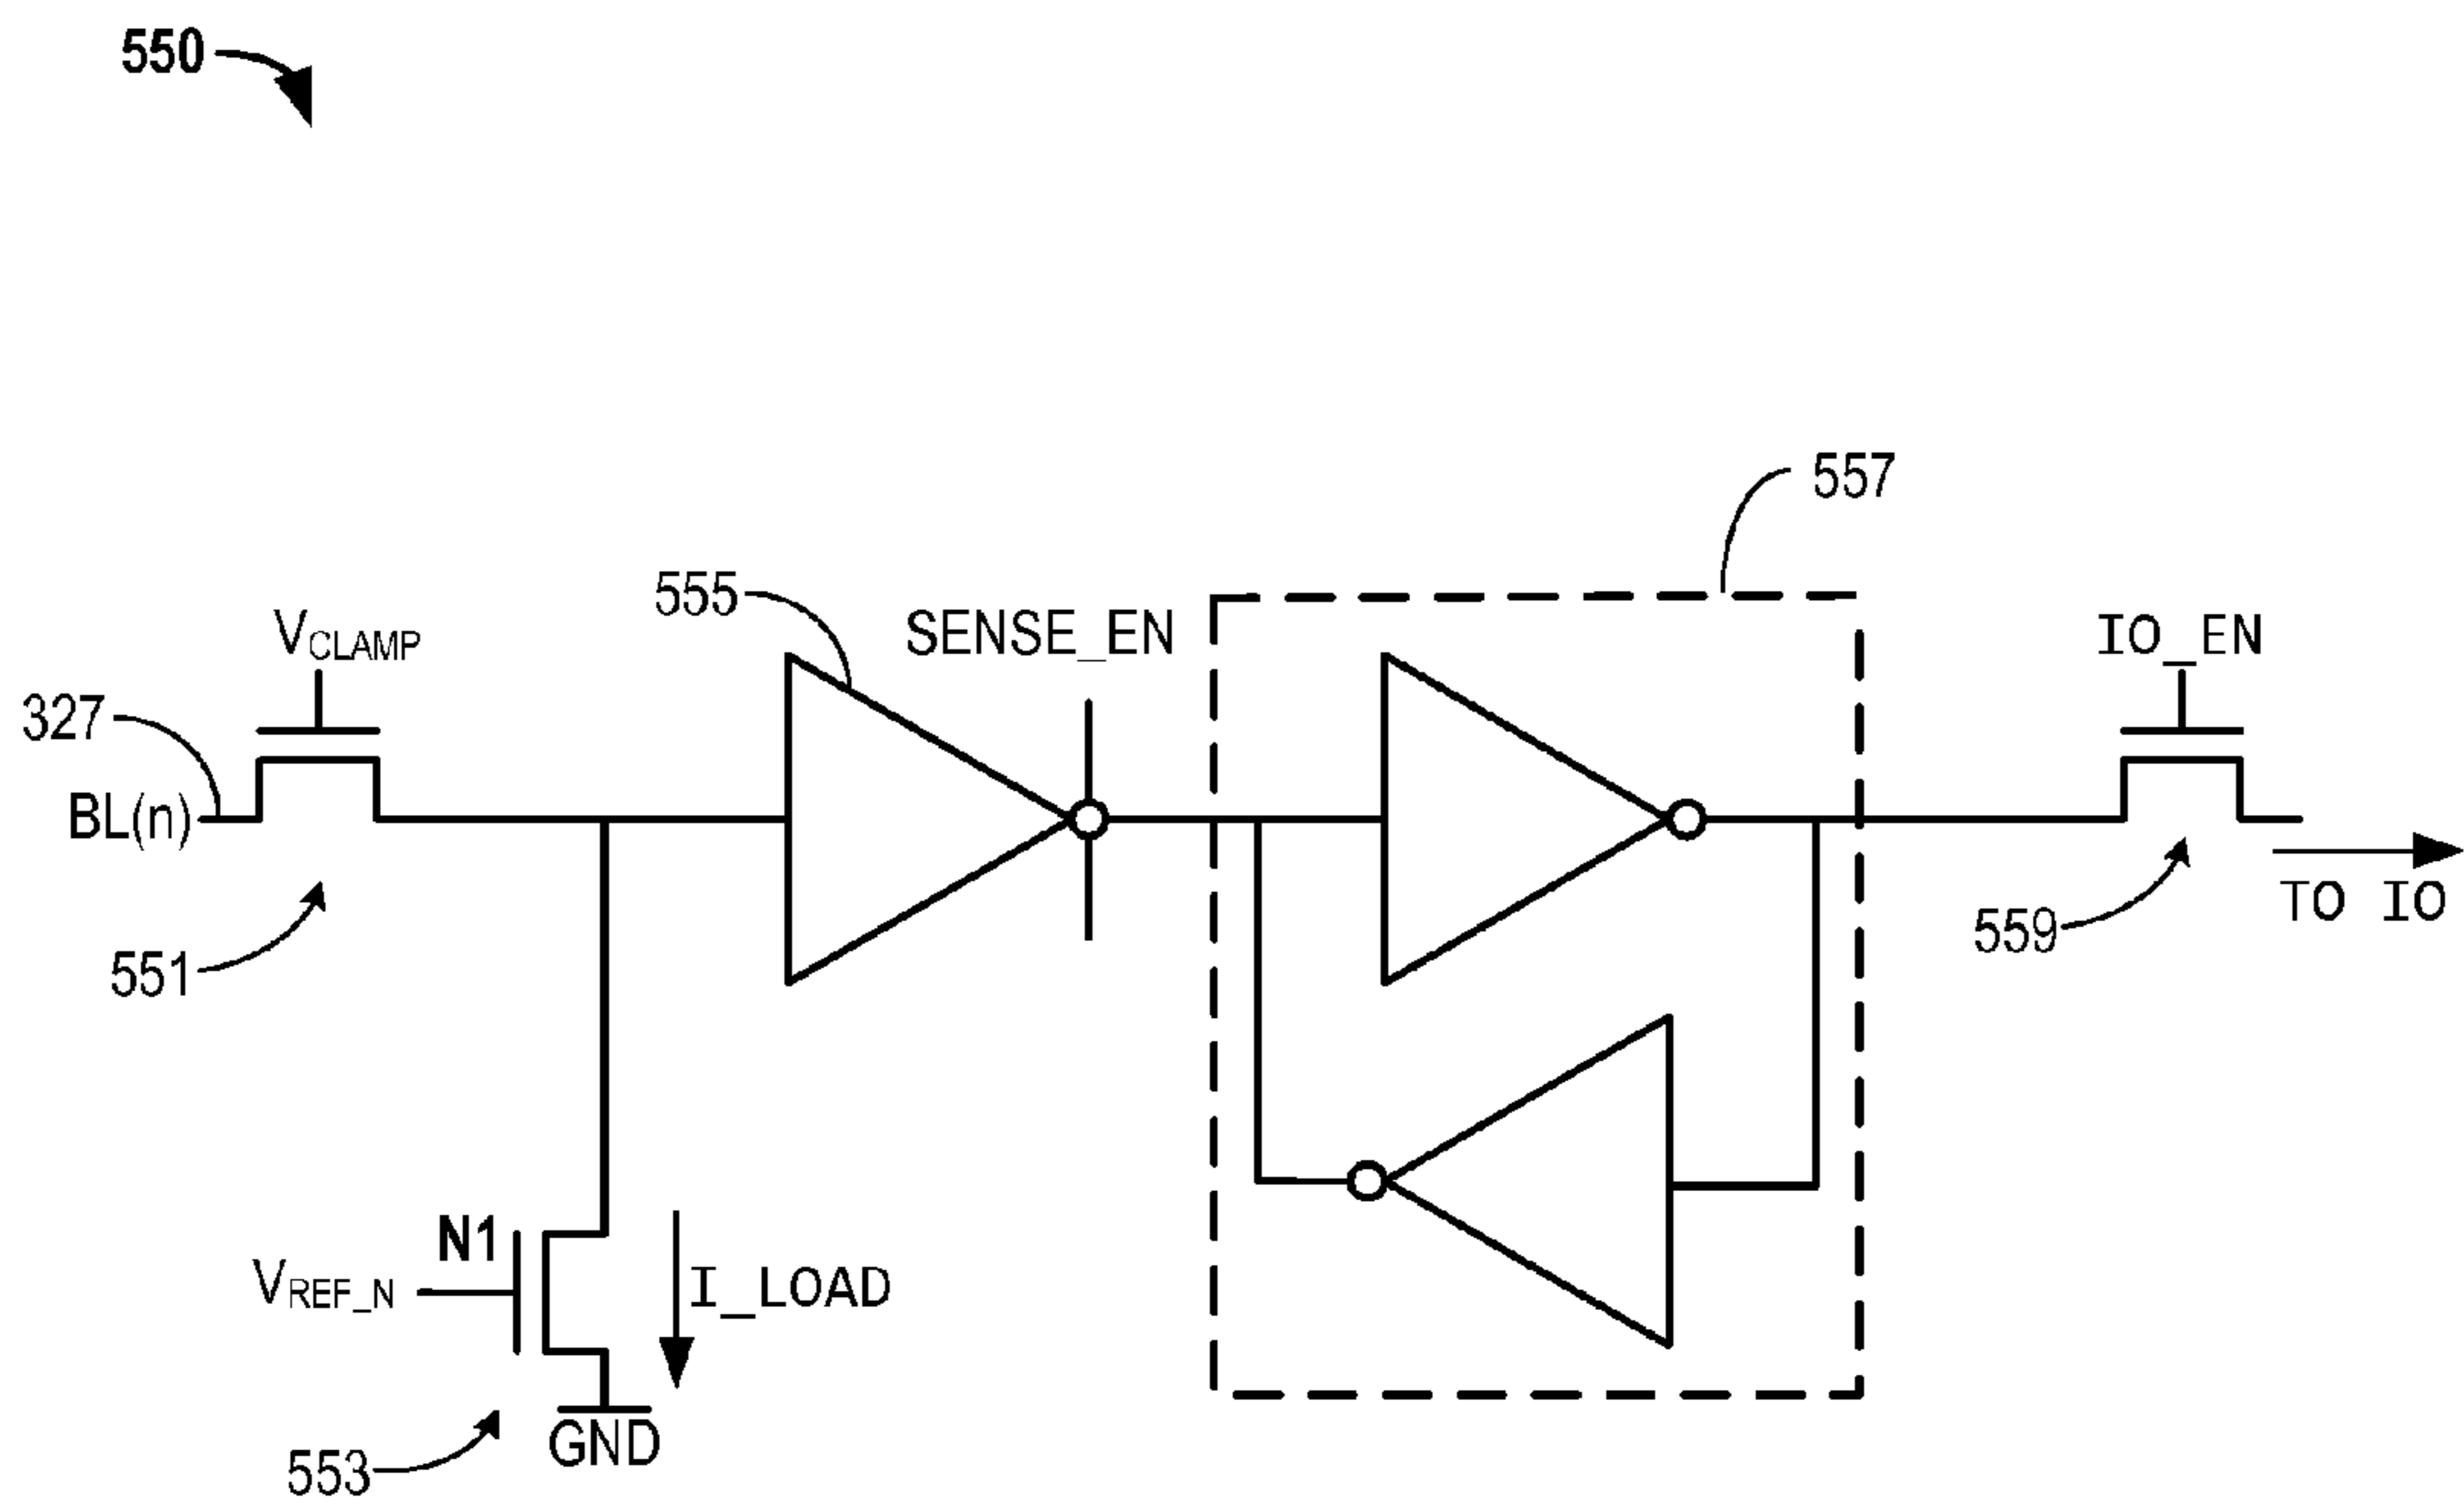 550
557
555
SENSE_EN
IO_EN
VCLAMP
327
BL(n)
551
559
TO IO
N1
VREF_N
I_LOAD
GND
553